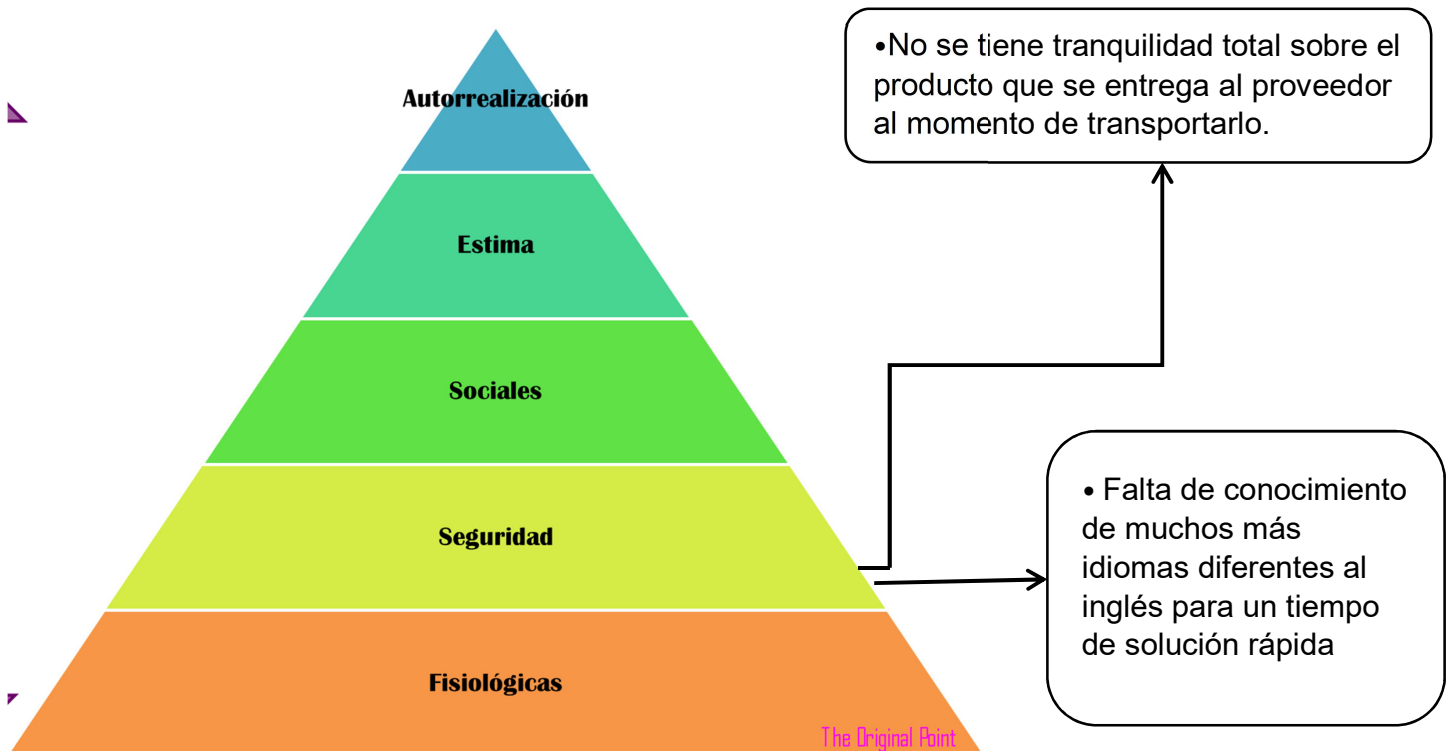 •No se tiene tranquilidad total sobre el
producto que se entrega al proveedor
al momento de transportarlo.
Autorrealización
Estima
Sociales
Seguridad
Fisiológicas
• Falta de conocimiento
de muchos más
idiomas diferentes al
inglés para un tiempo
de solución rápida
The Original Point